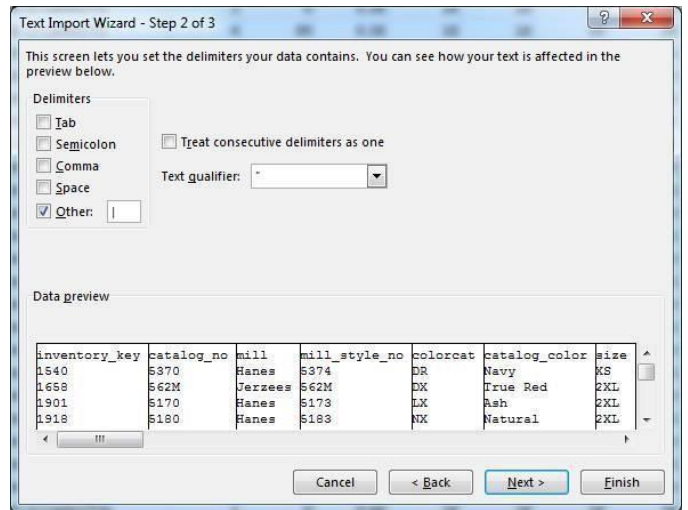 Text Import Wizard - Step 2 of 3
This screen lets you set the delimiters your data contains.  You can see how your text is affected in the
preview below.
Delimiters
Tab
Semicolon
Treat consecutive delimiters as one
Comma
Text qualifier: "
Space
Other: |
Data preview
inventory_key catalog_no mill mill_style_no colorcat catalog_color size
1540 5370 Hanes 5374 DR Navy XS
1658 562M Jerzees 562M DX True Red 2XL
1901 5170 Hanes 5173 LX Ash 2XL
1918 5180 Hanes 5183 NX Natural 2XL
Cancel < Back Next > Finish